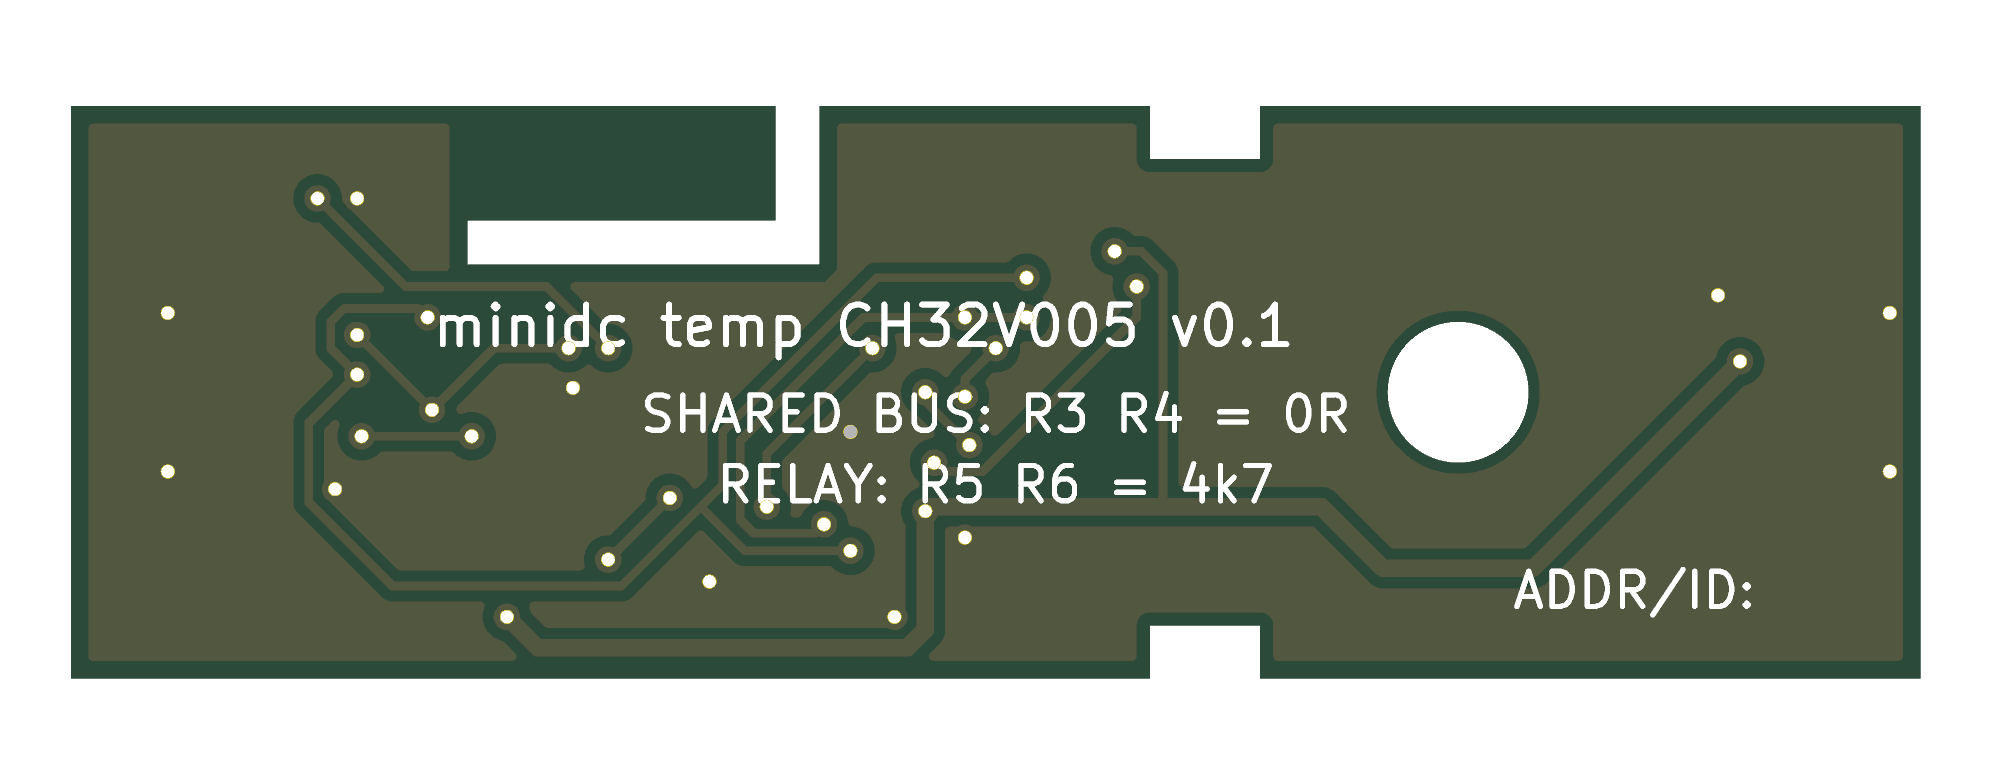 minidc temp CH32V005 v0.1
SHARED BUS: R3 R4 = 0R
RELAY: R5 R6 = 4k7
ADDR/ID: